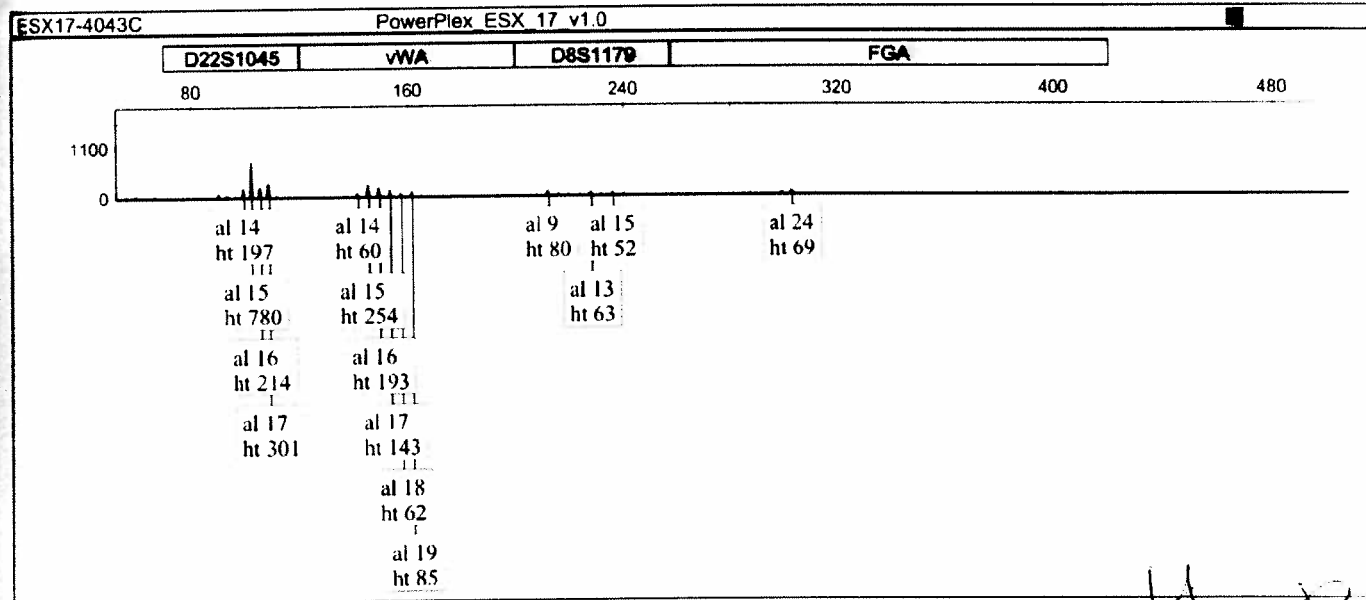 ESX17-4043C PowerPlex_ESX_17_v1.0
D22S1045 vWA D8S1179 FGA
80 160 240 320 400 480
1100
0
al 14 al 14 al 9 al 15 al 24
ht 197 ht 60 ht 80 ht 52 ht 69
al 15 al 15 al 13
ht 780 ht 254 ht 63
al 16 al 16
ht 214 ht 193
al 17 al 17
ht 301 ht 143
al 18
ht 62
al 19
ht 85